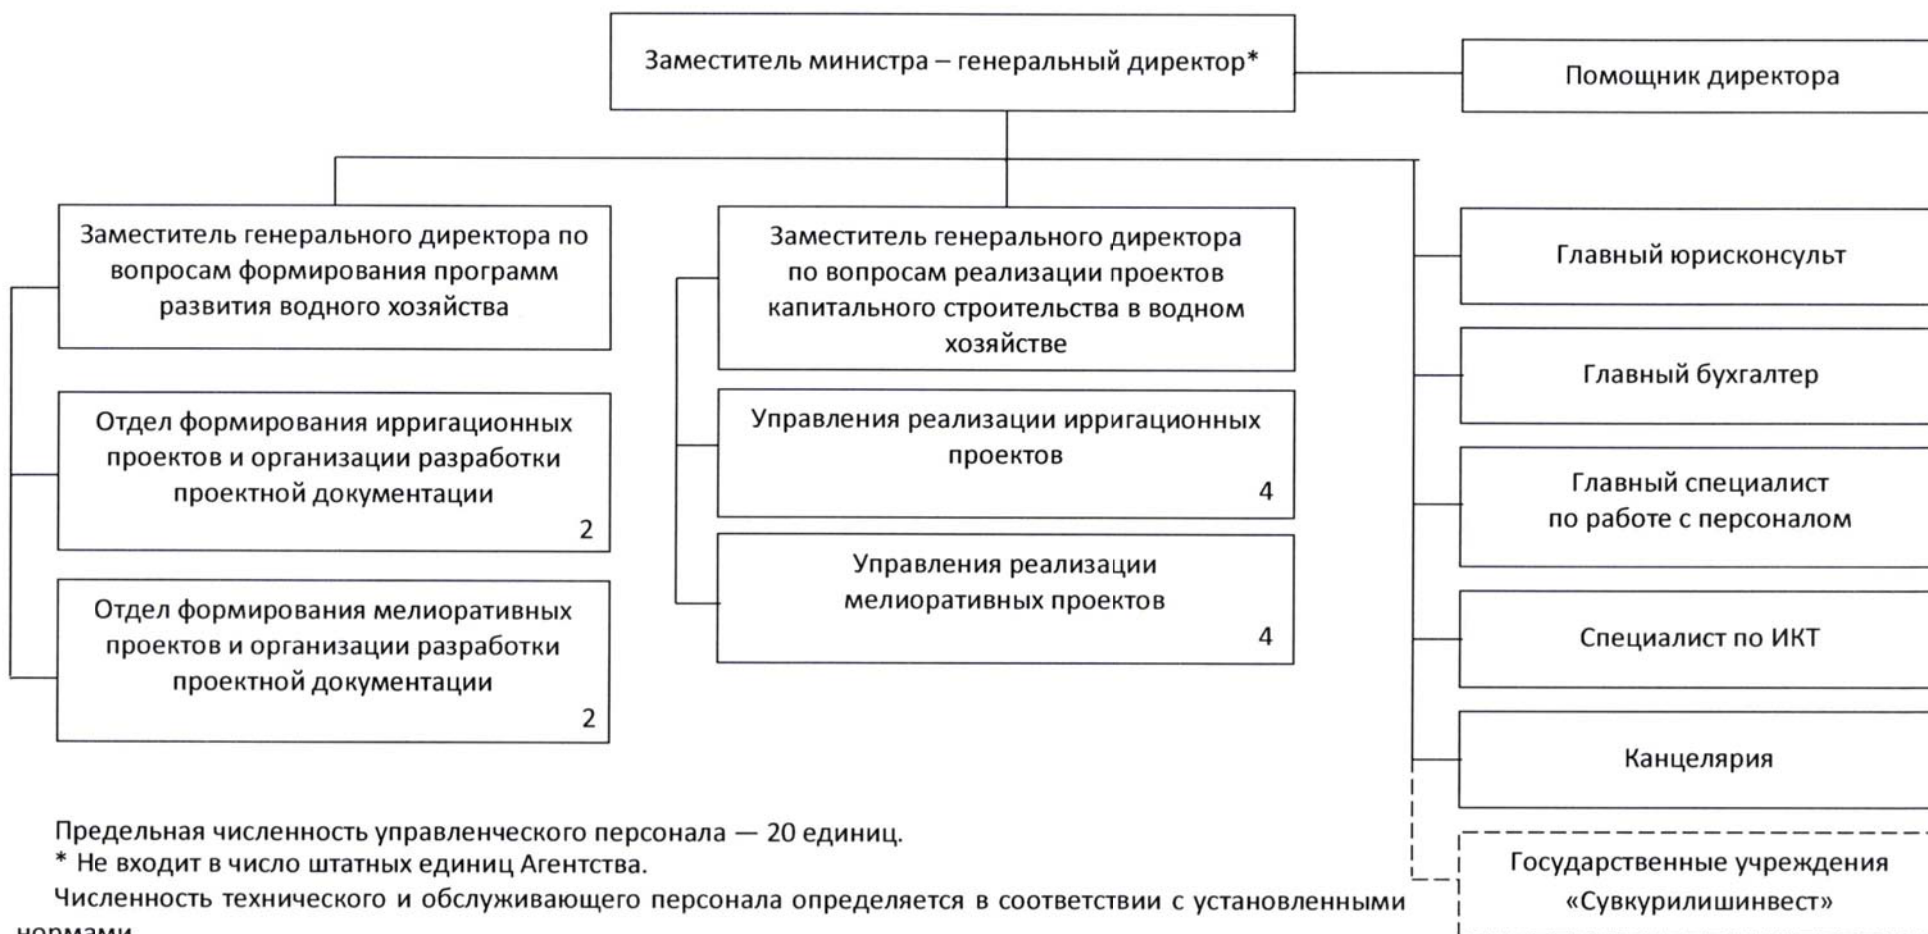 Заместитель министра – генеральный директор*
Помощник директора
Заместитель генерального директора по
вопросам формирования программ
развития водного хозяйства
Отдел формирования ирригационных
проектов и организации разработки
проектной документации
2
Отдел формирования мелиоративных
проектов и организации разработки
проектной документации
2
Заместитель генерального директора
по вопросам реализации проектов
капитального строительства в водном
хозяйстве
Управления реализации ирригационных
проектов
4
Управления реализации
мелиоративных проектов
4
Главный юрисконсульт
Главный бухгалтер
Главный специалист
по работе с персоналом
Специалист по ИКТ
Канцелярия
Государственные учреждения
«Сувкурилишинвест»
Предельная численность управленческого персонала — 20 единиц.
* Не входит в число штатных единиц Агентства.
Численность технического и обслуживающего персонала определяется в соответствии с установленными
нормами.